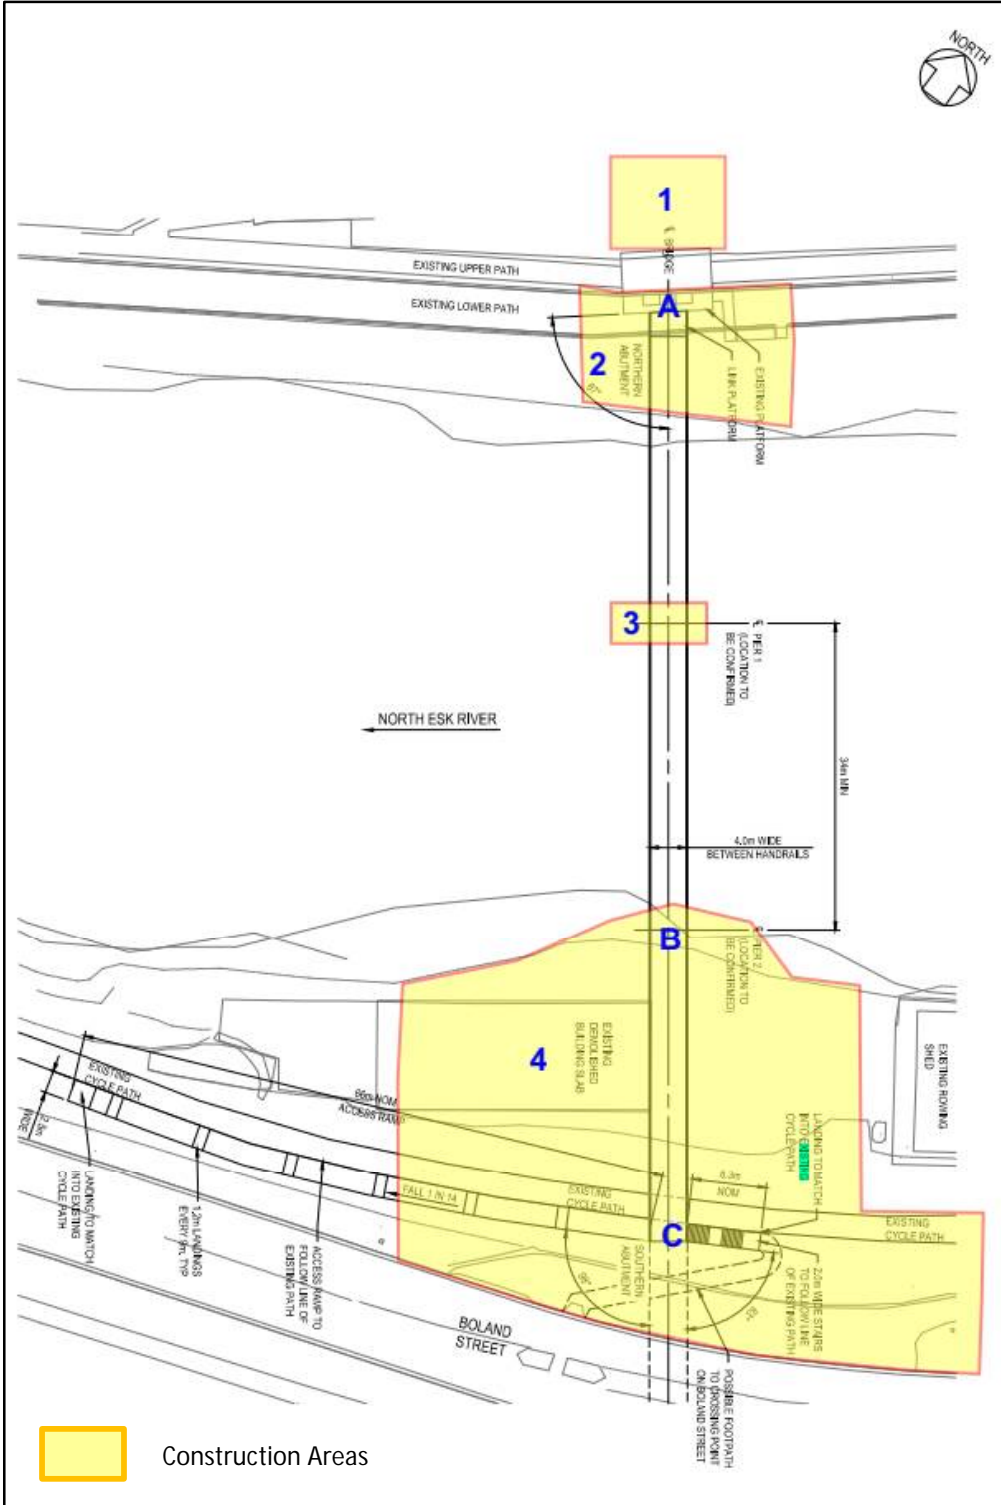 NORTH
1
℄ BRIDGE
EXISTING UPPER PATH
EXISTING LOWER PATH
A
2
NORTHERN
ABUTMENT
87°
LINK PLATFORM
EXISTING PLATFORM
3
℄ PIER 1
(LOCATION TO
BE CONFIRMED)
NORTH ESK RIVER
34m MIN
4.0m WIDE
BETWEEN HANDRAILS
B
℄ PIER 2
(LOCATION TO
BE CONFIRMED)
EXISTING
DEMOLISHED
BUILDING SLAB
4
EXISTING ROWING
SHED
EXISTING
CYCLE PATH
NOM
ACCESS RAMP
WIDE
LANDING TO MATCH
INTO EXISTING
CYCLE PATH
1.2m LANDINGS
EVERY 9m, TYP
FALL 1 IN 14
ACCESS RAMP TO
FOLLOW LINE OF
EXISTING PATH
EXISTING
CYCLE PATH
NOM
LANDING TO MATCH
INTO EXISTING
CYCLE PATH
EXISTING
CYCLE PATH
C
SOUTHERN
ABUTMENT
2.0m WIDE STAIRS
TO FOLLOW LINE
OF EXISTING PATH
BOLAND
STREET
POSSIBLE FOOTPATH
TO CROSSING POINT
ON BOLAND STREET
Construction Areas